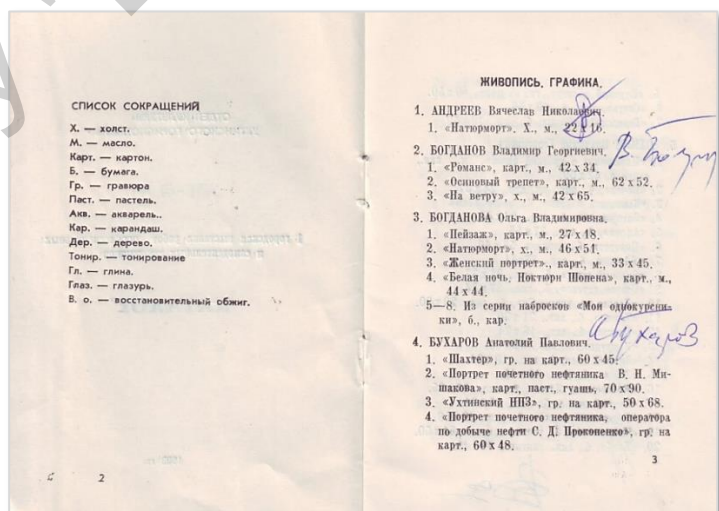 СПИСОК СОКРАЩЕНИЙ
Х. — холст.
М. — масло.
Карт. — картон.
Б. — бумага.
Гр. — гравюра
Паст. — пастель.
Акв. — акварель..
Кар. — карандаш.
Дер. — дерево.
Тонир. — тонирование
Гл. — глина.
Глаз. — глазурь.
В. о. — восстановительный обжиг.
2
ЖИВОПИСЬ, ГРАФИКА.
1. АНДРЕЕВ Вячеслав Николаевич.
1. «Натюрморт». Х., м., 22 х 16.
2. БОГДАНОВ Владимир Георгиевич.
1. «Романс», карт., м., 42 х 34.
2. «Осиновый трепет», карт., м., 62 х 52.
3. «На ветру», х., м., 42 х 65.
3. БОГДАНОВА Ольга Владимировна.
1. «Пейзаж», карт., м., 27 х 18.
2. «Натюрморт», х., м., 46 х 51.
3. «Женский портрет»., карт., м., 33 х 45.
4. «Белая ночь. Ноктюрн Шопена», карт., м.,
44 х 44.
5—8. Из серии набросков «Мои однокурсни-
ки», б., кар.
Бухаров
4. БУХАРОВ Анатолий Павлович.
1. «Шахтер», гр. на карт., 60 х 45.
2. «Портрет почетного нефтяника В. Н. Ми-
шакова», карт., паст., гуашь, 70 х 90.
3. «Ухтинский НПЗ», гр. на карт., 50 х 68.
4. «Портрет почетного нефтяника, оператора
по добыче нефти С. Д. Прокопенко», гр. на
карт., 60 х 48.
3